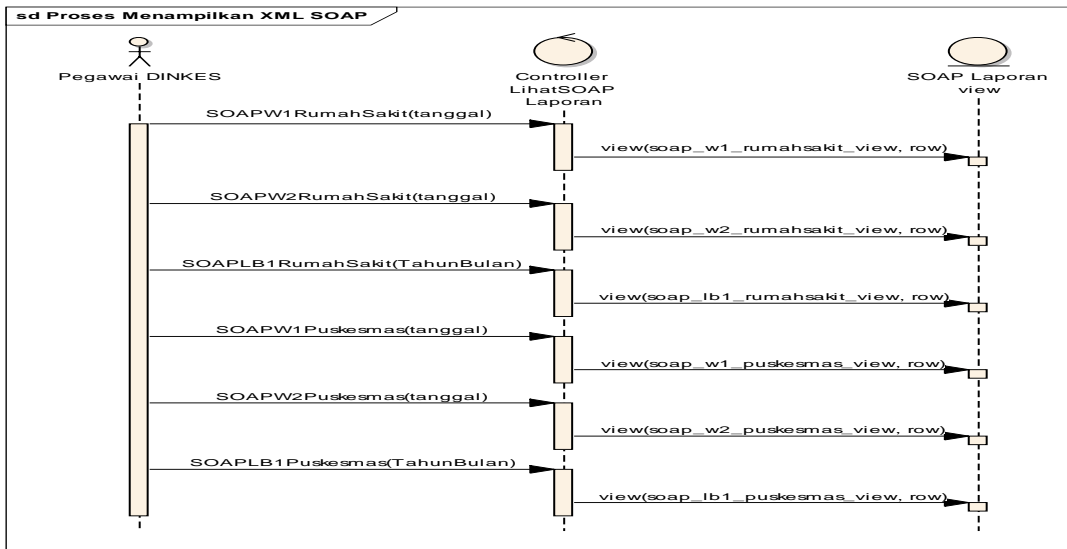 sd Proses Menampilkan XML SOAP
Pegawai DINKES
Controller
LihatSOAP
Laporan
SOAP Laporan
view
SOAPW1RumahSakit(tanggal)
view(soap_w1_rumahsakit_view, row)
SOAPW2RumahSakit(tanggal)
view(soap_w2_rumahsakit_view, row)
SOAPLB1RumahSakit(TahunBulan)
view(soap_lb1_rumahsakit_view, row)
SOAPW1Puskesmas(tanggal)
view(soap_w1_puskesmas_view, row)
SOAPW2Puskesmas(tanggal)
view(soap_w2_puskesmas_view, row)
SOAPLB1Puskesmas(TahunBulan)
view(soap_lb1_puskesmas_view, row)